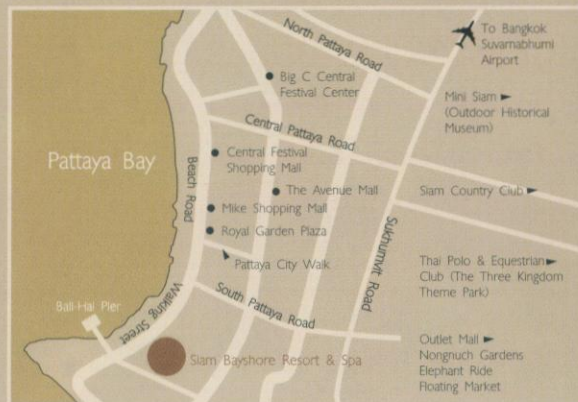 North Pattaya Road
To Bangkok
Suvarnabhumi
Airport
Big C Central
Festival Center
Mini Siam
(Outdoor Historical
Museum)
Central Pattaya Road
Pattaya Bay
Beach Road
Central Festival
Shopping Mall
The Avenue Mall
Siam Country Club
Mike Shopping Mall
Royal Garden Plaza
Sukhumvit Road
Pattaya City Walk
Thai Polo & Equestrian
Club (The Three Kingdom
Theme Park)
Walking Street
South Pattaya Road
Ball-Hai Pier
Siam Bayshore Resort & Spa
Outlet Mall
Nongnuch Gardens
Elephant Ride
Floating Market